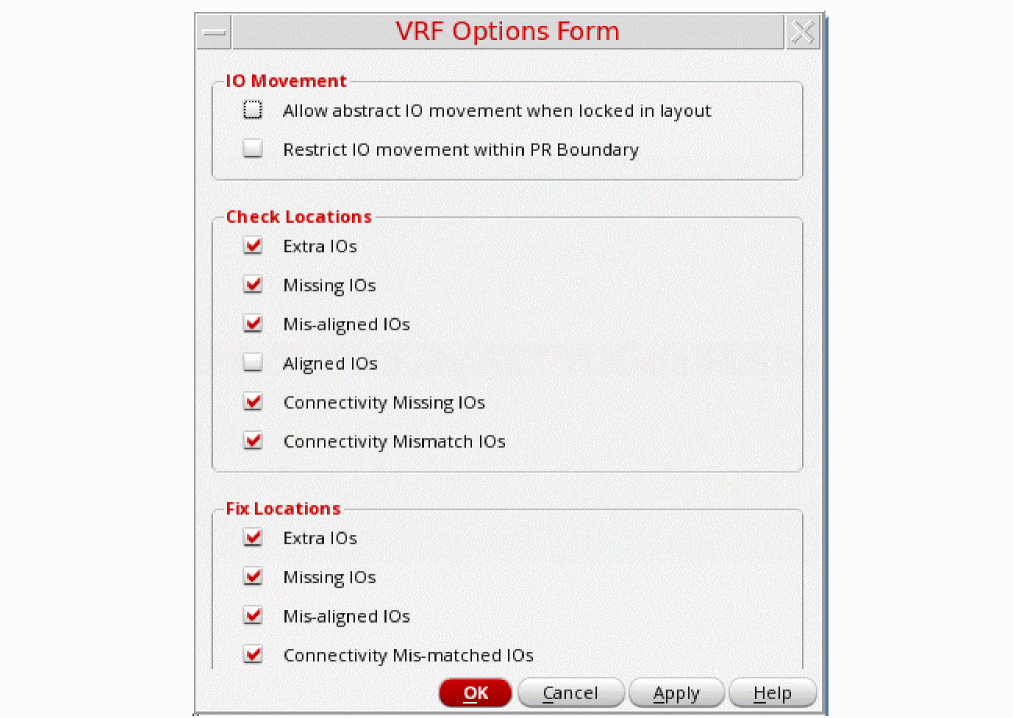 VRF Options Form
IO Movement
Allow abstract IO movement when locked in layout
Restrict IO movement within PR Boundary
Check Locations
Extra IOs
Missing IOs
Mis-aligned IOs
Aligned IOs
Connectivity Missing IOs
Connectivity Mismatch IOs
Fix Locations
Extra IOs
Missing IOs
Mis-aligned IOs
Connectivity Mis-matched IOs
OK Cancel Apply Help